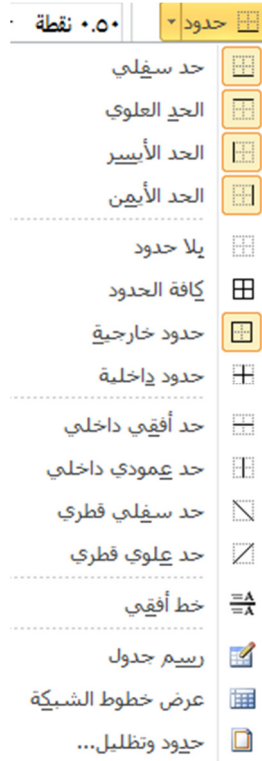 حدود
٠.٥٠ نقطة
حد سفلي
الحد العلوي
الحد الأيسر
الحد الأيمن
بلا حدود
كافة الحدود
حدود خارجية
حدود داخلية
حد أفقي داخلي
حد عمودي داخلي
حد سفلي قطري
حد علوي قطري
خط أفقي
رسم جدول
عرض خطوط الشبكة
حدود وتظليل...